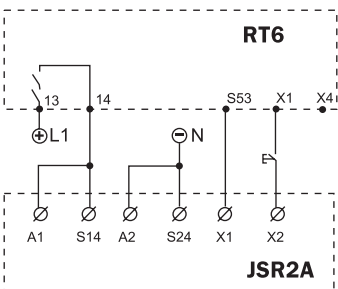 RT6
13 14 S53 X1 X4
L1 N
A1 S14 A2 S24 X1 X2
JSR2A